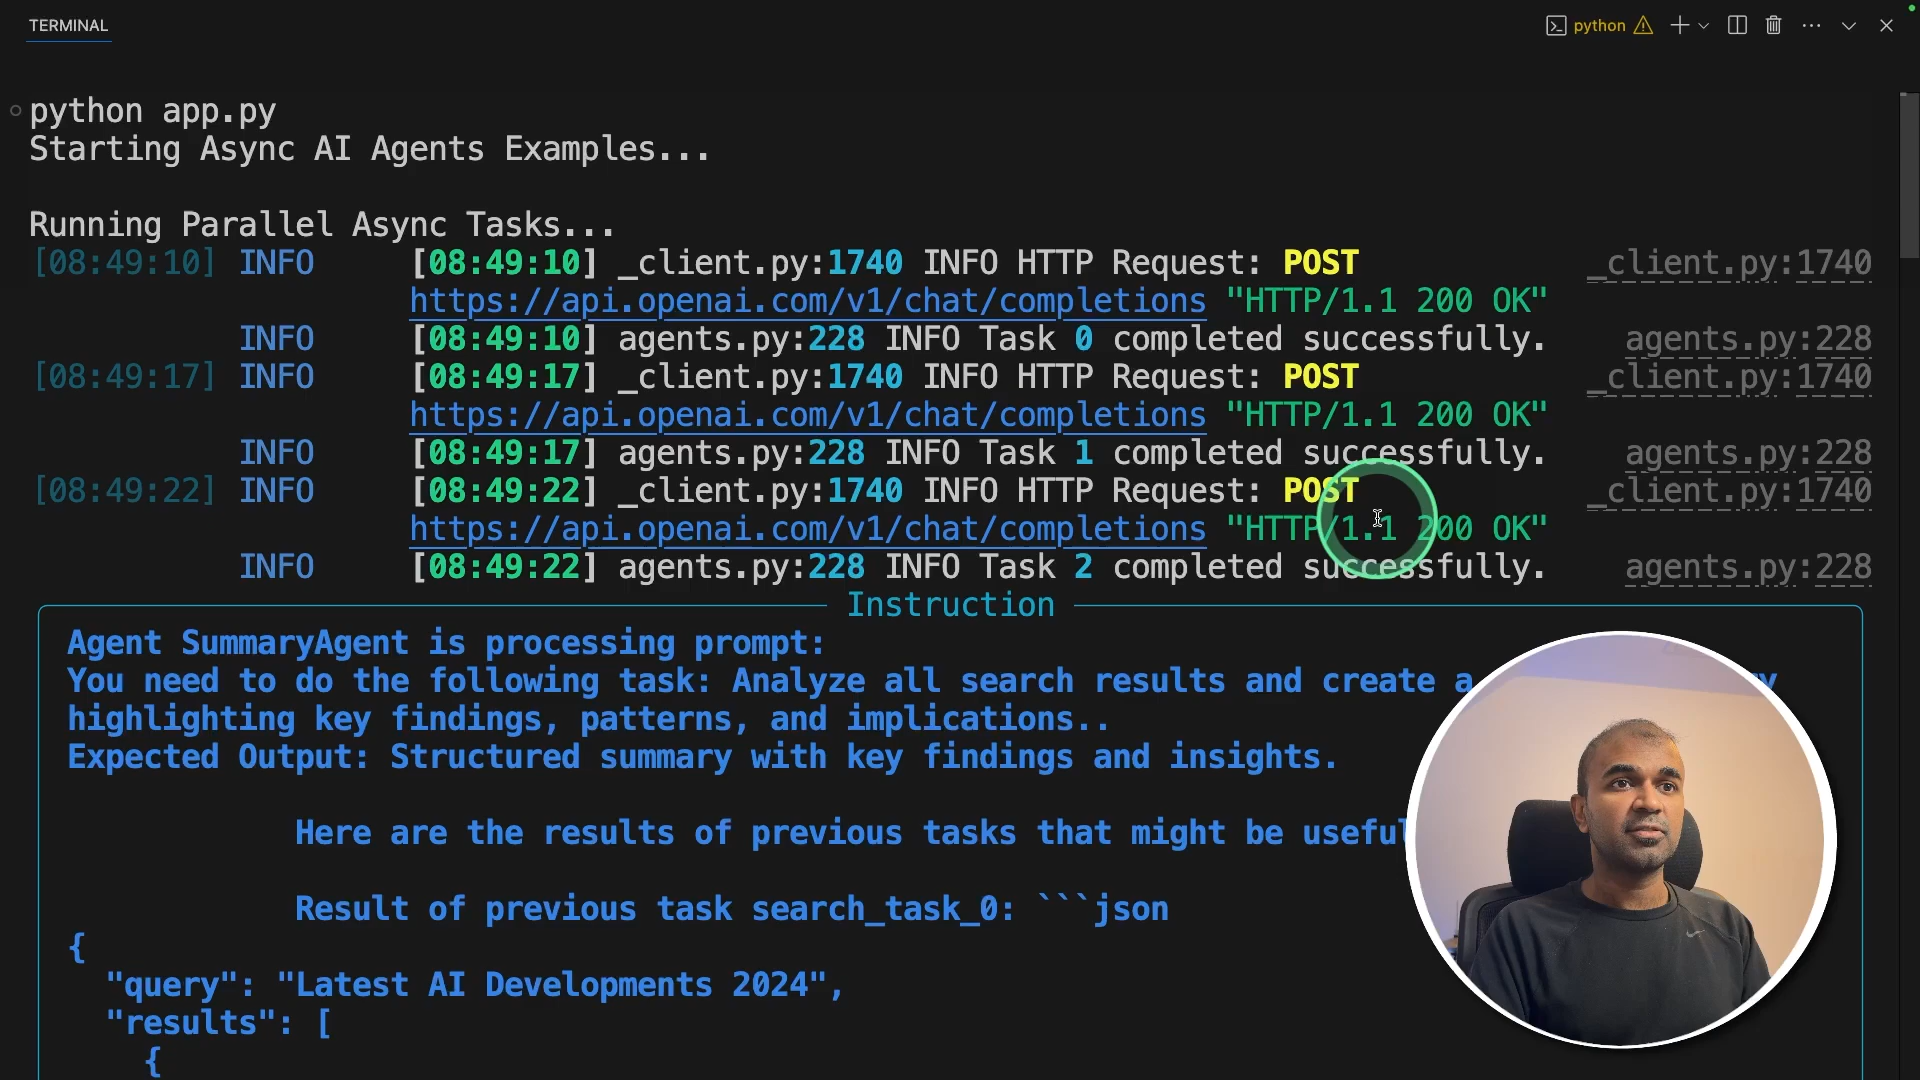 TERMINAL
python
python app.py
Starting Async AI Agents Examples...
Running Parallel Async Tasks...
[08:49:10] INFO [08:49:10] _client.py:1740 INFO HTTP Request: POST _client.py:1740
https://api.openai.com/v1/chat/completions "HTTP/1.1 200 OK"
INFO [08:49:10] agents.py:228 INFO Task 0 completed successfully. agents.py:228
[08:49:17] INFO [08:49:17] _client.py:1740 INFO HTTP Request: POST _client.py:1740
https://api.openai.com/v1/chat/completions "HTTP/1.1 200 OK"
INFO [08:49:17] agents.py:228 INFO Task 1 completed successfully. agents.py:228
[08:49:22] INFO [08:49:22] _client.py:1740 INFO HTTP Request: POST _client.py:1740
https://api.openai.com/v1/chat/completions "HTTP/1.1 200 OK"
INFO [08:49:22] agents.py:228 INFO Task 2 completed successfully. agents.py:228
Instruction
Agent SummaryAgent is processing prompt:
You need to do the following task: Analyze all search results and create a
highlighting key findings, patterns, and implications..
Expected Output: Structured summary with key findings and insights.
Here are the results of previous tasks that might be useful
Result of previous task search_task_0: ```json
{
"query": "Latest AI Developments 2024",
"results": [
{